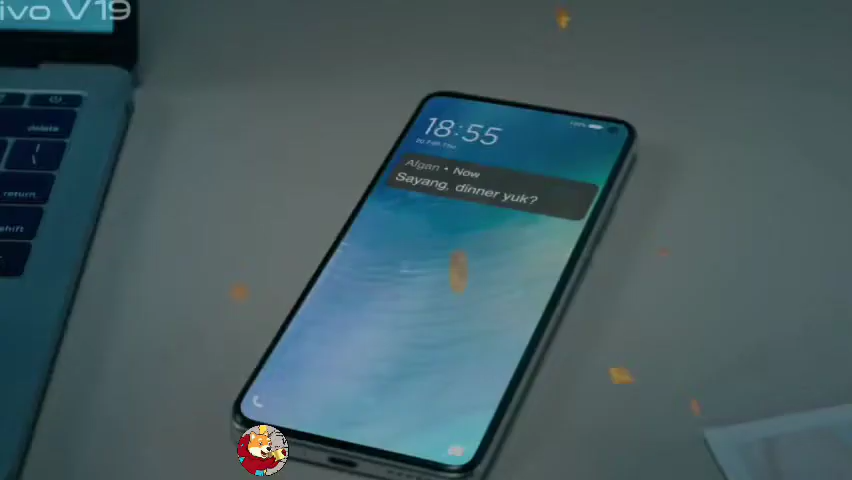 ivo V19
delete
return
shift
18:55
Algan • Now
Sayang, dinner yuk?